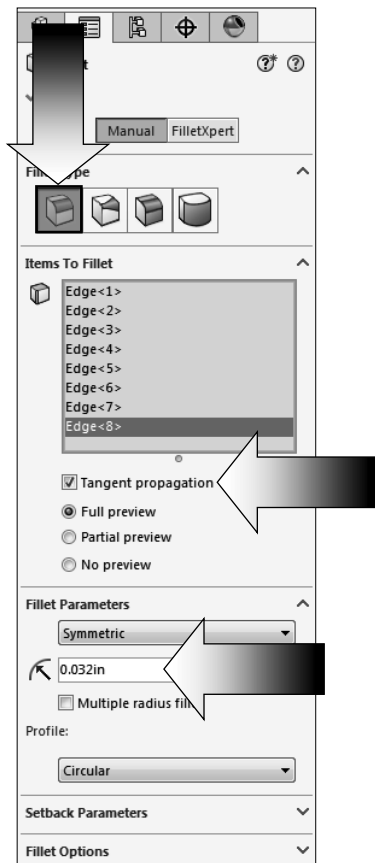 Manual FilletXpert
Items To Fillet
Edge<1>
Edge<2>
Edge<3>
Edge<4>
Edge<5>
Edge<6>
Edge<7>
Edge<8>
Tangent propagation
Full preview
Partial preview
No preview
Fillet Parameters
Symmetric
0.032in
Multiple radius
Profile:
Circular
Setback Parameters
Fillet Options